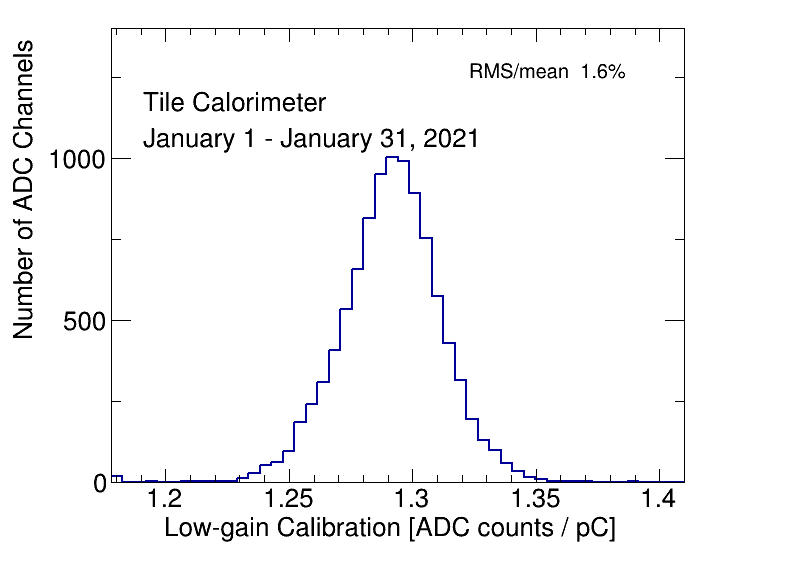 RMS/mean 1.6%
Tile Calorimeter
January 1 - January 31, 2021
Number of ADC Channels
1000
500
0
1.2 1.25 1.3 1.35 1.4
Low-gain Calibration [ADC counts / pC]